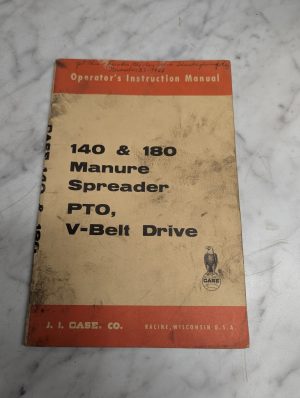 Operator's Instruction Manual
140 & 180
Manure
Spreader
PTO,
V-Belt Drive
CASE
J. I. CASE. CO.
RACINE, WISCONSIN U.S.A.